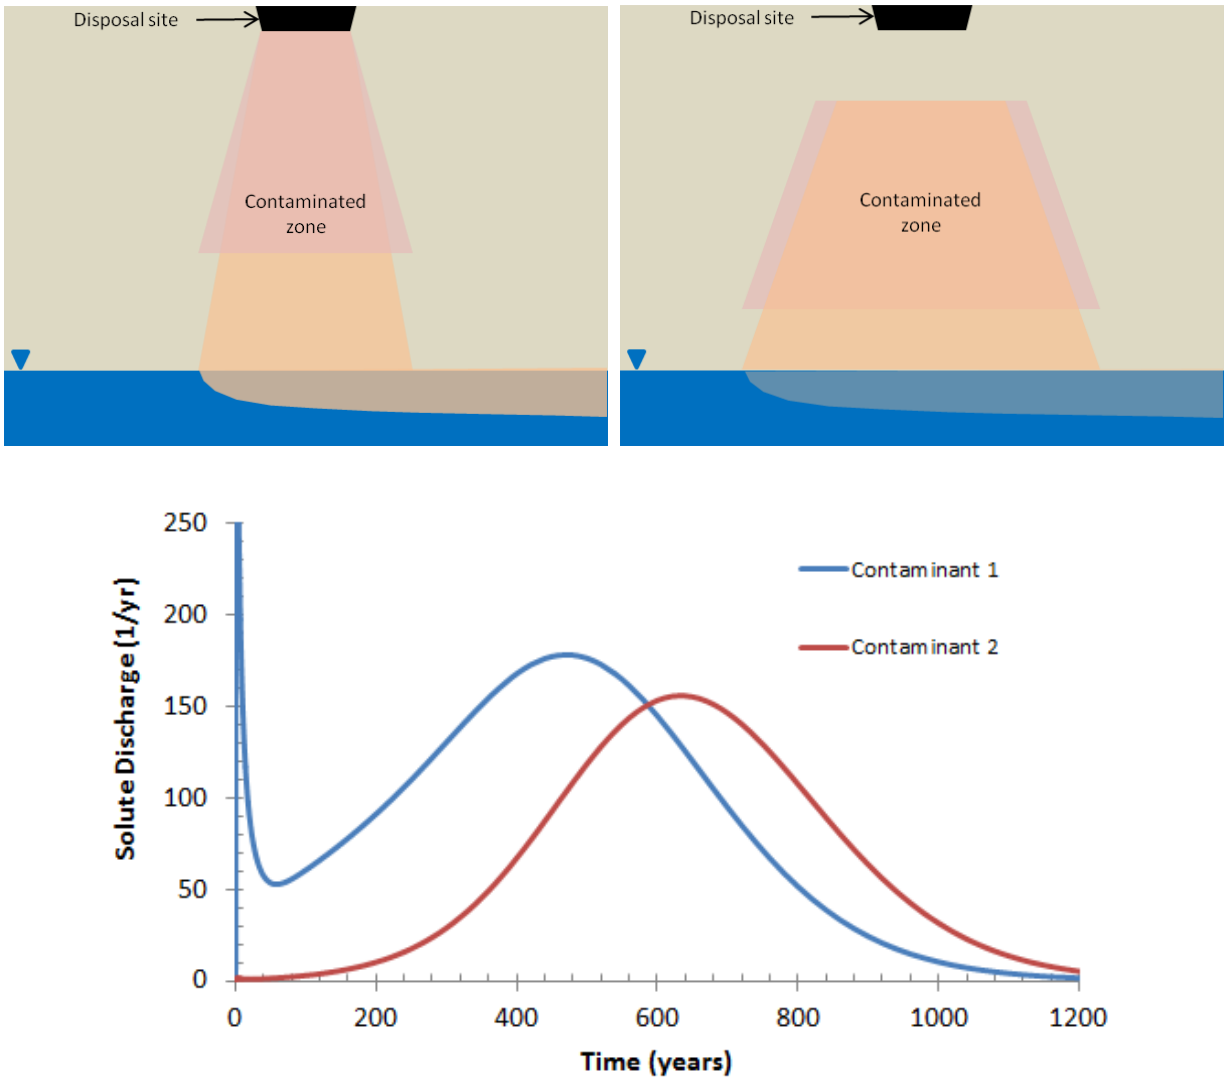 Disposal site
Contaminated
zone
Disposal site
Contaminated
zone
250
200
150
100
50
0
Solute Discharge (1/yr)
Contaminant 1
Contaminant 2
0 200 400 600 800 1000 1200
Time (years)